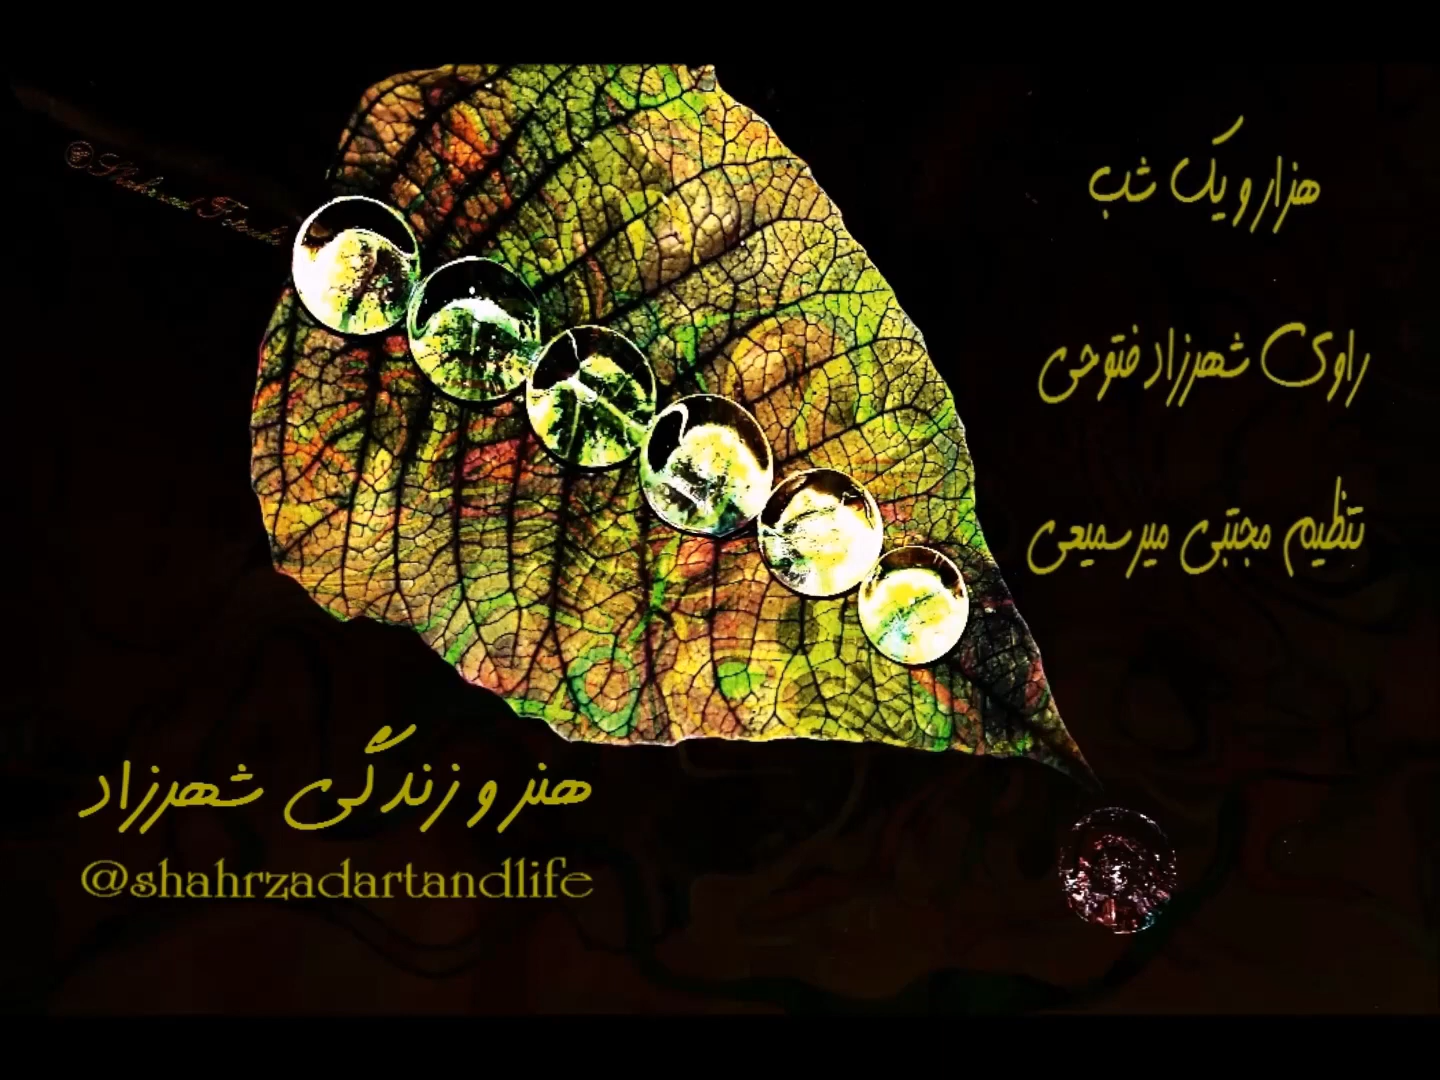 هزار و یک شب
راوی شهرزاد فتوحی
تنظیم مجتبی میرسمیعی
هنر و زندگی شهرزاد
@shahrzadartandlife